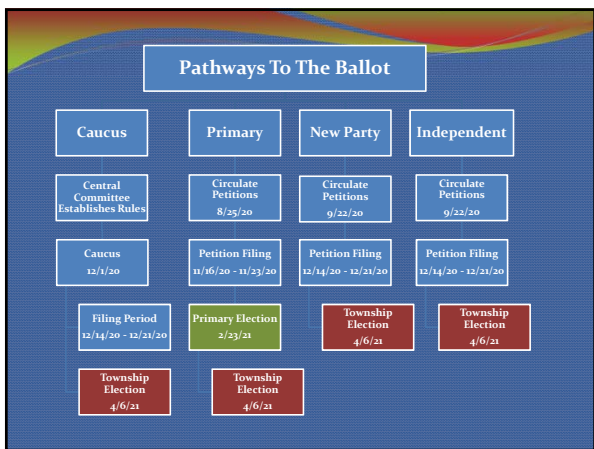 Pathways To The Ballot
Caucus
Central
Committee
Establishes Rules
Caucus
12/1/20
Filing Period
12/14/20 - 12/21/20
Township
Election
4/6/21
Primary
Circulate
Petitions
8/25/20
Petition Filing
11/16/20 - 11/23/20
Primary Election
2/23/21
Township
Election
4/6/21
New Party
Circulate
Petitions
9/22/20
Petition Filing
12/14/20 - 12/21/20
Township
Election
4/6/21
Independent
Circulate
Petitions
9/22/20
Petition Filing
12/14/20 - 12/21/20
Township
Election
4/6/21